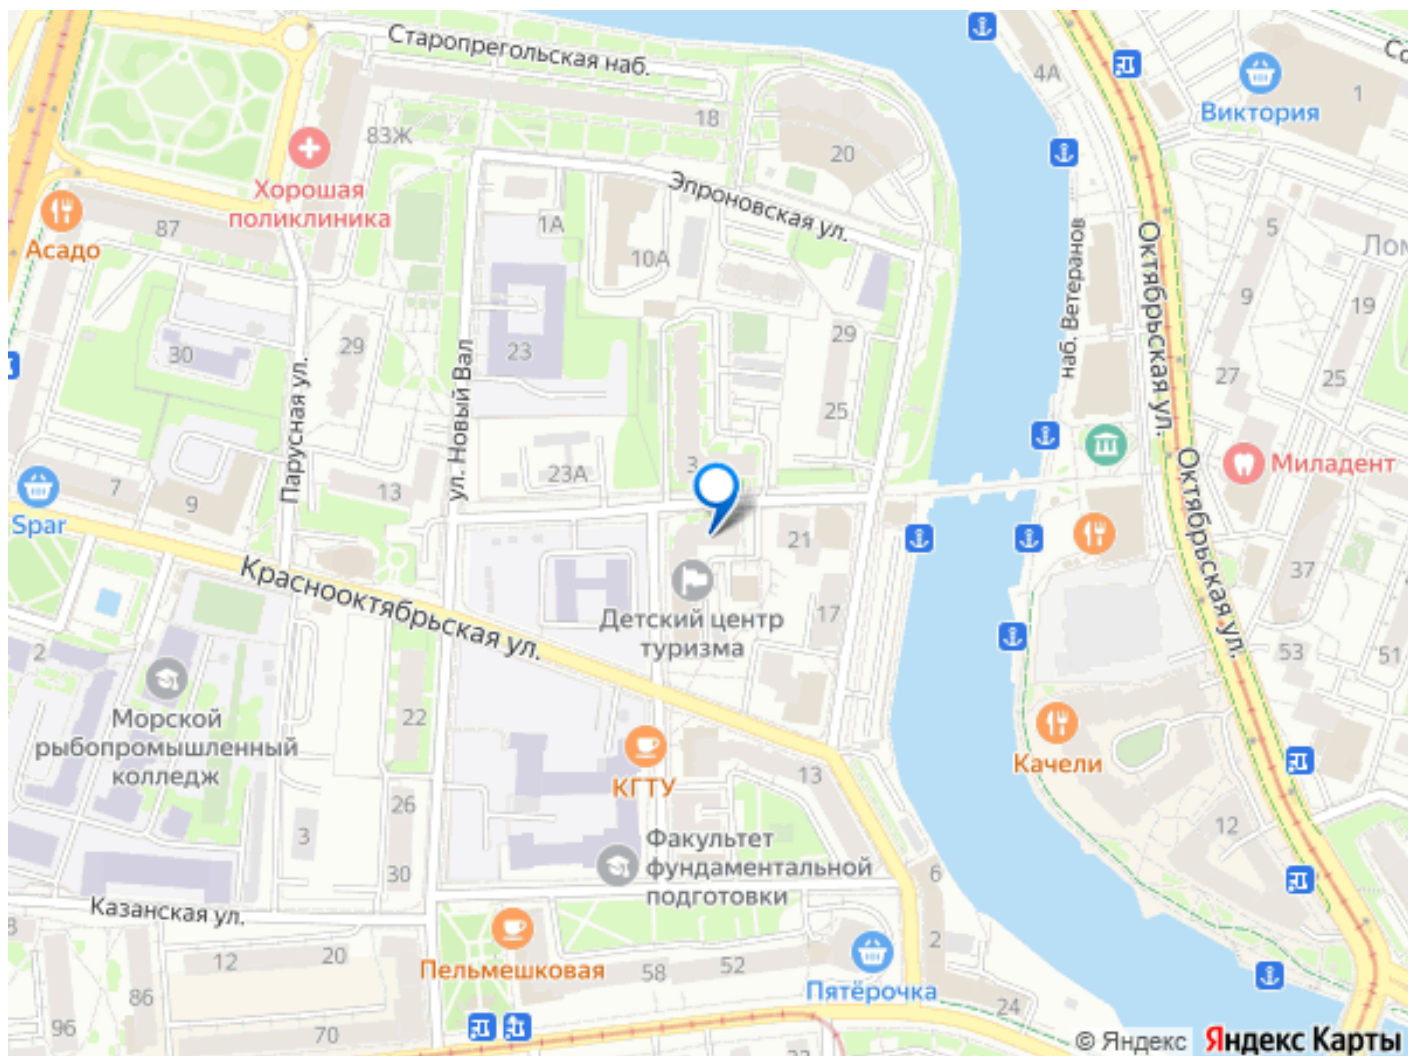 Старопрегольская наб.
4А
Виктория
1
18
83Ж
20
Хорошая
поликлиника
Эпроновская ул.
Асадо
87
1А
10А
наб. Ветеранов
Октябрьская ул.
5
Лом
9
19
30
29
Парусная ул.
23
ул. Новый Вал
29
25
27
25
Октябрьская ул.
Миладент
3
23А
7
9
13
Spar
21
Краснооктябрьская ул.
Детский центр
туризма
17
37
53
51
2
Морской
рыбопромышленный
колледж
22
КГТУ
13
Качели
26
3
12
Факультет
фундаментальной
подготовки
30
6
Казанская ул.
Пельмешковая
12
20
58
52
2
Пятёрочка
86
96
70
24
© Яндекс Яндекс Карты